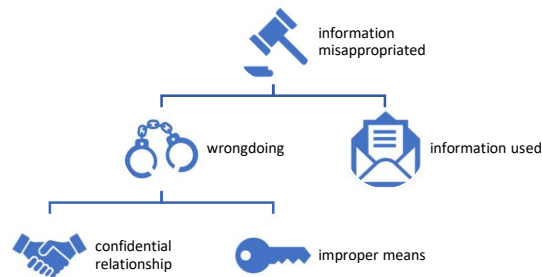 information
misappropriated
wrongdoing
information used
confidential
relationship
improper means